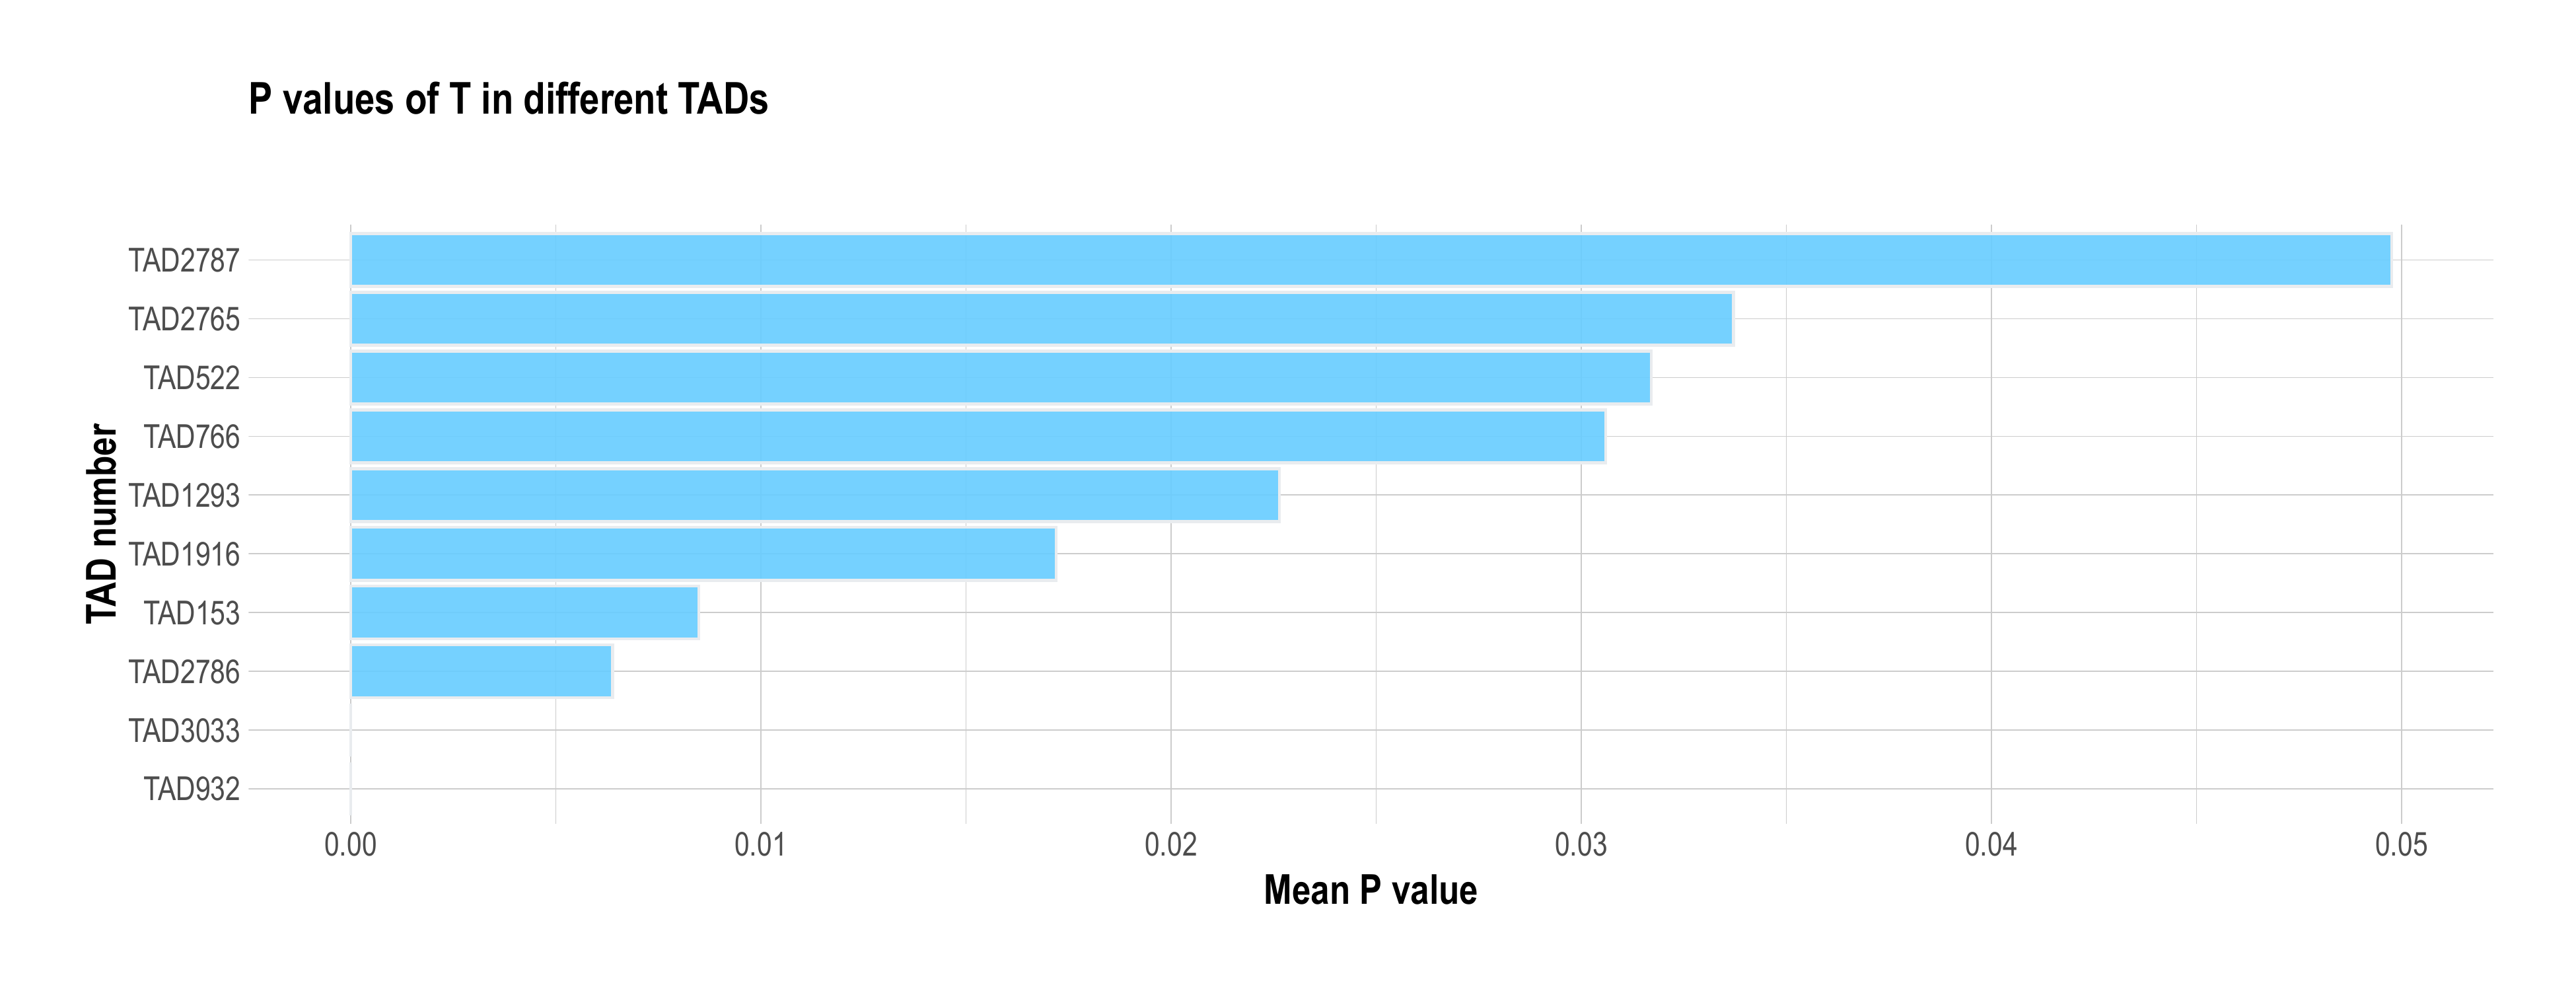 P values of T in different TADs
TAD number
TAD2787
TAD2765
TAD522
TAD766
TAD1293
TAD1916
TAD153
TAD2786
TAD3033
TAD932
0.00 0.01 0.02 0.03 0.04 0.05
Mean P value